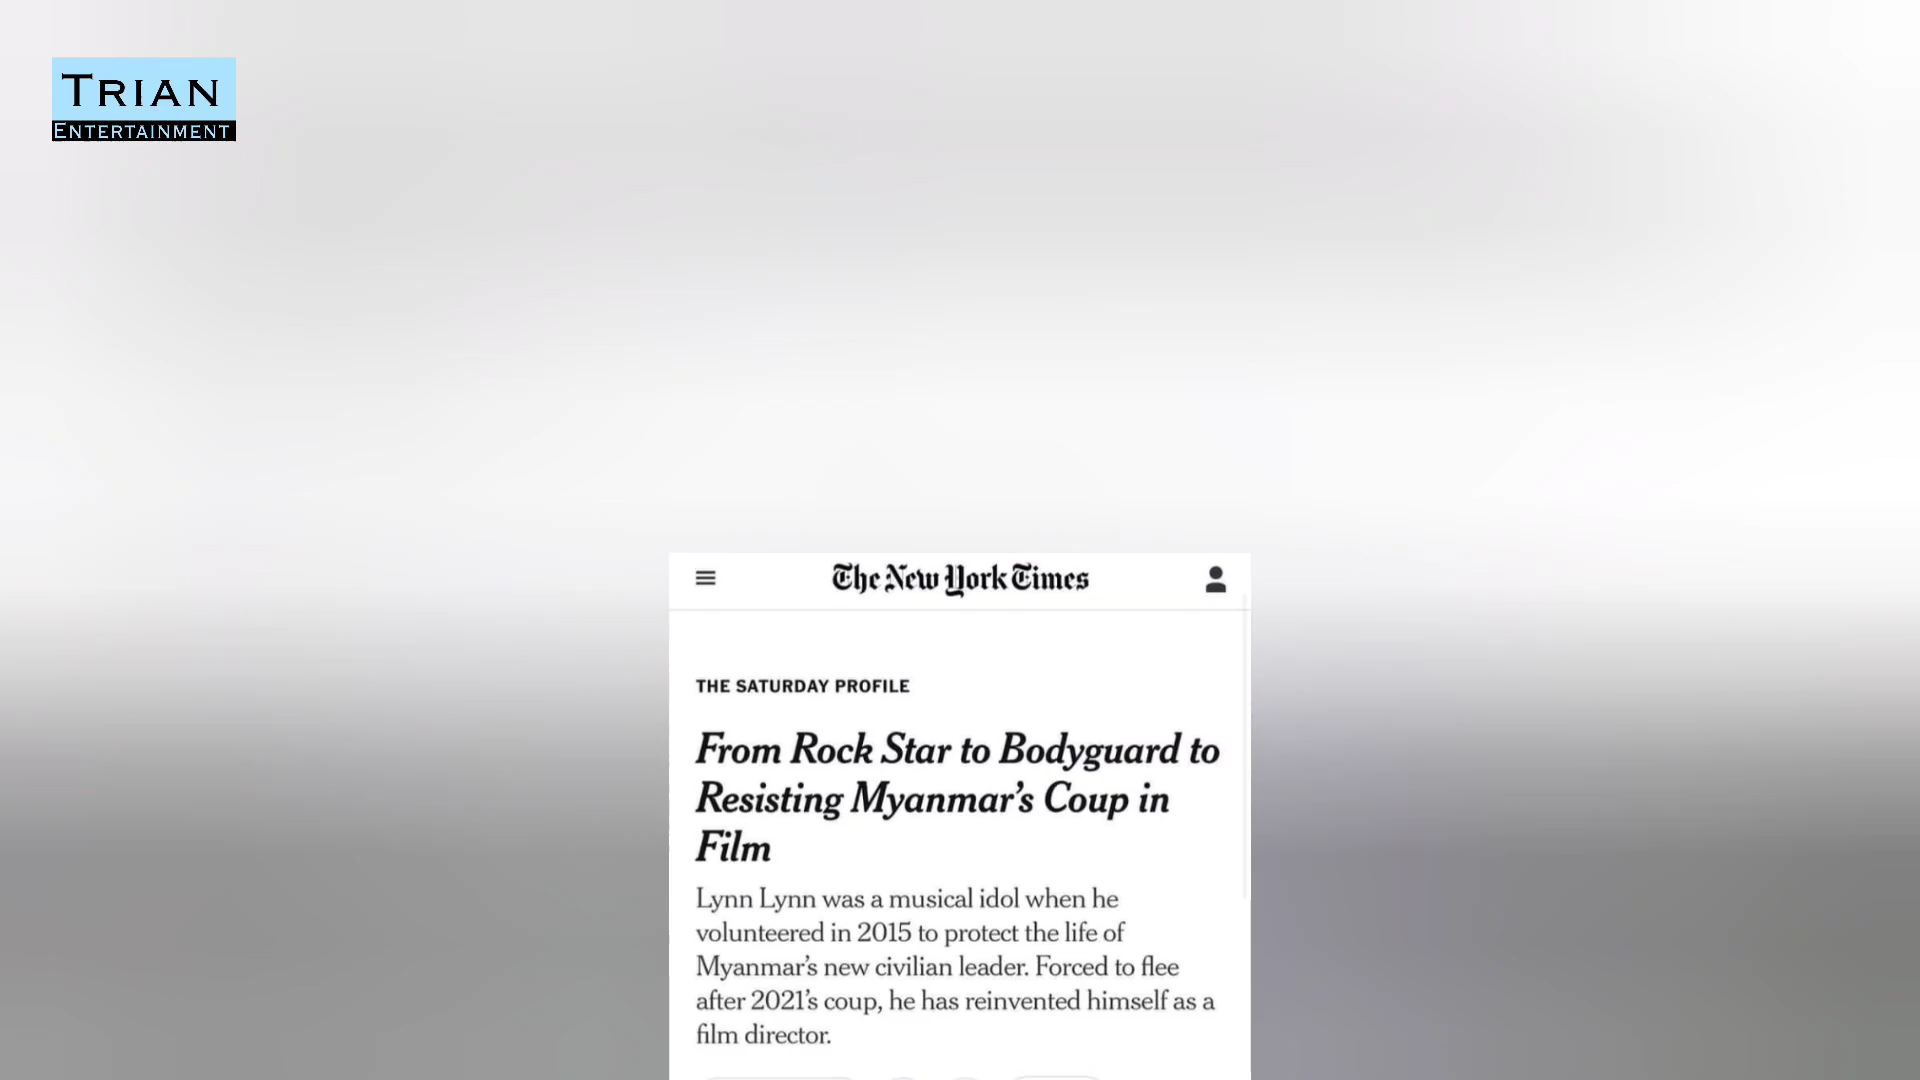 TRIAN
ENTERTAINMENT
The New York Times
THE SATURDAY PROFILE
From Rock Star to Bodyguard to
Resisting Myanmar’s Coup in
Film
Lynn Lynn was a musical idol when he
volunteered in 2015 to protect the life of
Myanmar’s new civilian leader. Forced to flee
after 2021’s coup, he has reinvented himself as a
film director.